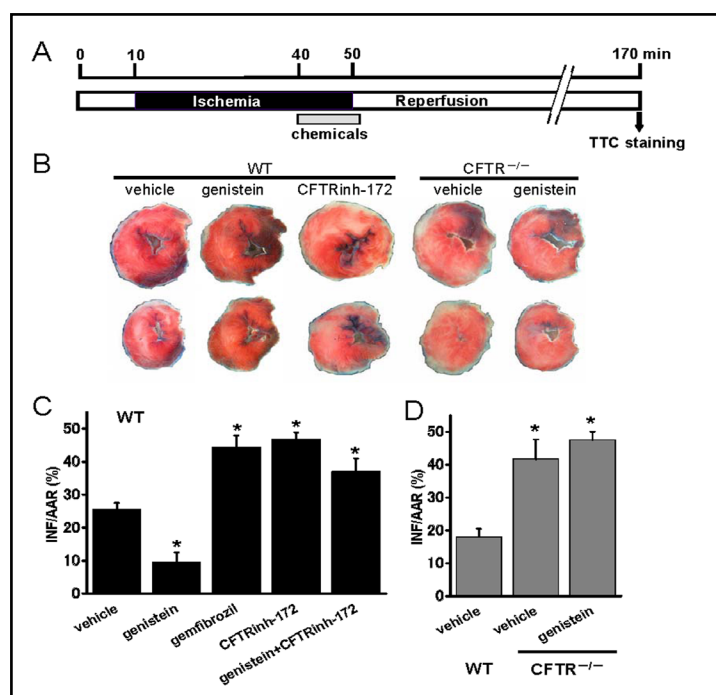 A
0 10 40 50 170 min
Ischemia Reperfusion
chemicals
TTC staining
B
WT CFTR−/−
vehicle genistein CFTRinh-172 vehicle genistein
C
WT
INF/AAR (%)
50
40
30
20
10
0
* * * *
vehicle genistein gemfibrozil CFTRinh-172 genistein+CFTRinh-172
D
INF/AAR (%)
50
40
30
20
10
0
* *
vehicle vehicle genistein
WT CFTR−/−